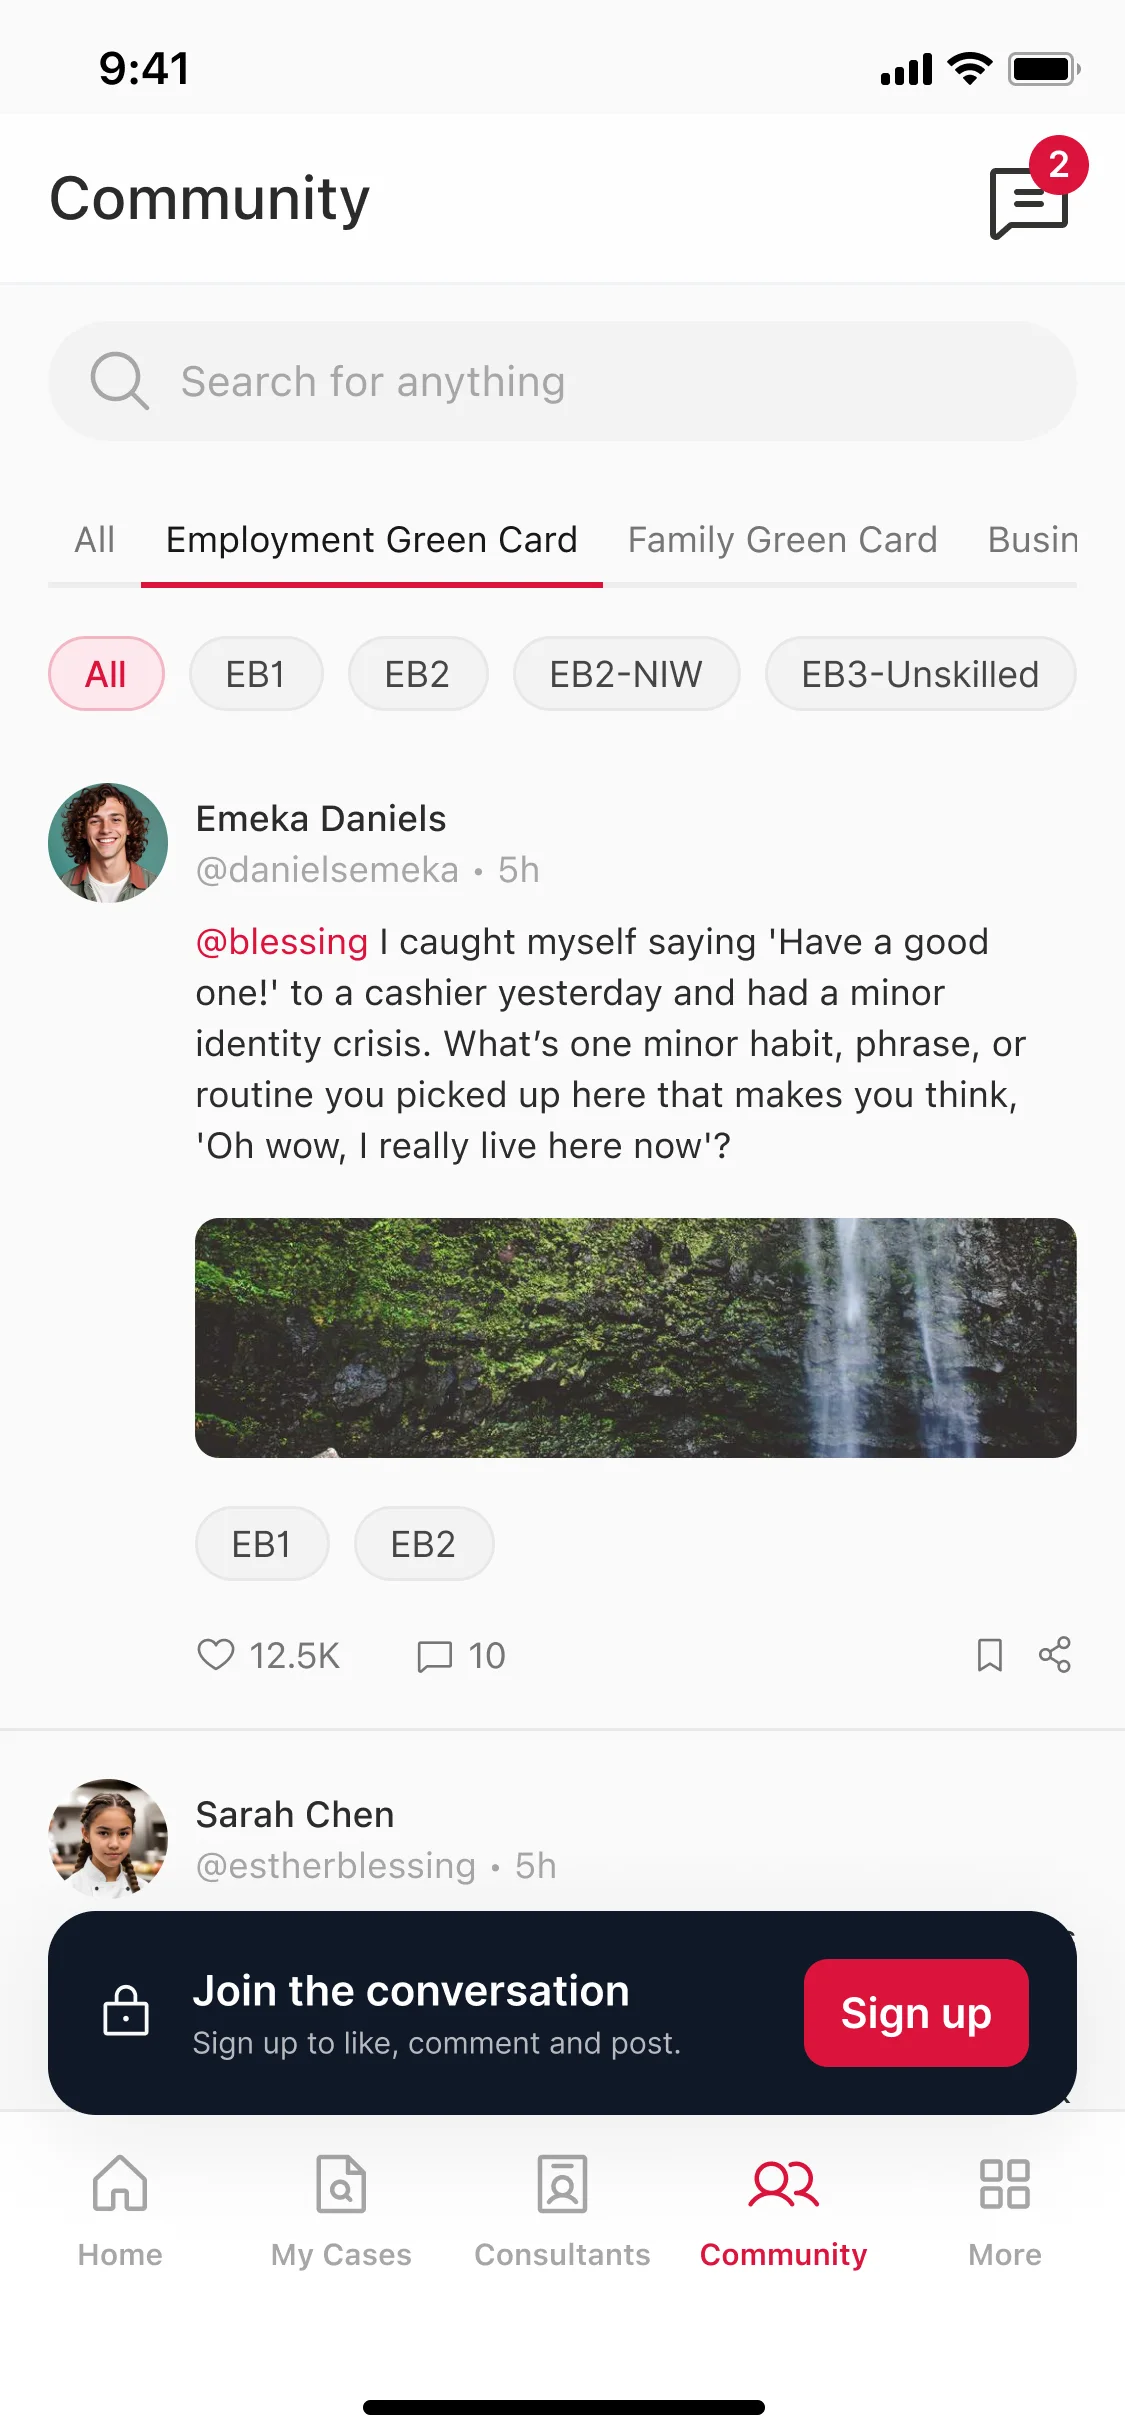 9:41
Community
2
Search for anything
All Employment Green Card Family Green Card Busin
All EB1 EB2 EB2-NIW EB3-Unskilled
Emeka Daniels
@danielsemeka • 5h
@blessing I caught myself saying 'Have a good
one!' to a cashier yesterday and had a minor
identity crisis. What’s one minor habit, phrase, or
routine you picked up here that makes you think,
'Oh wow, I really live here now'?
EB1 EB2
12.5K 10
Sarah Chen
@estherblessing • 5h
Join the conversation
Sign up to like, comment and post.
Sign up
Home My Cases Consultants Community More